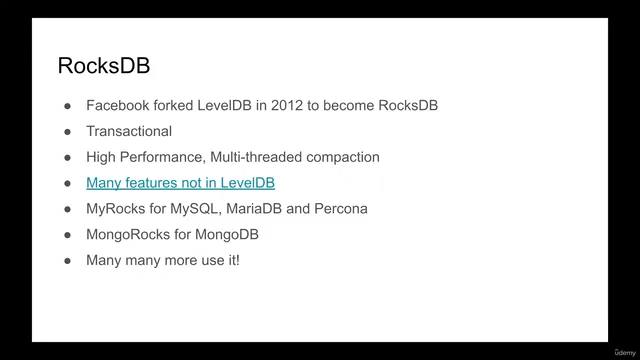 RocksDB
● Facebook forked LevelDB in 2012 to become RocksDB
● Transactional
● High Performance, Multi-threaded compaction
● Many features not in LevelDB
● MyRocks for MySQL, MariaDB and Percona
● MongoRocks for MongoDB
● Many many more use it!
udemy